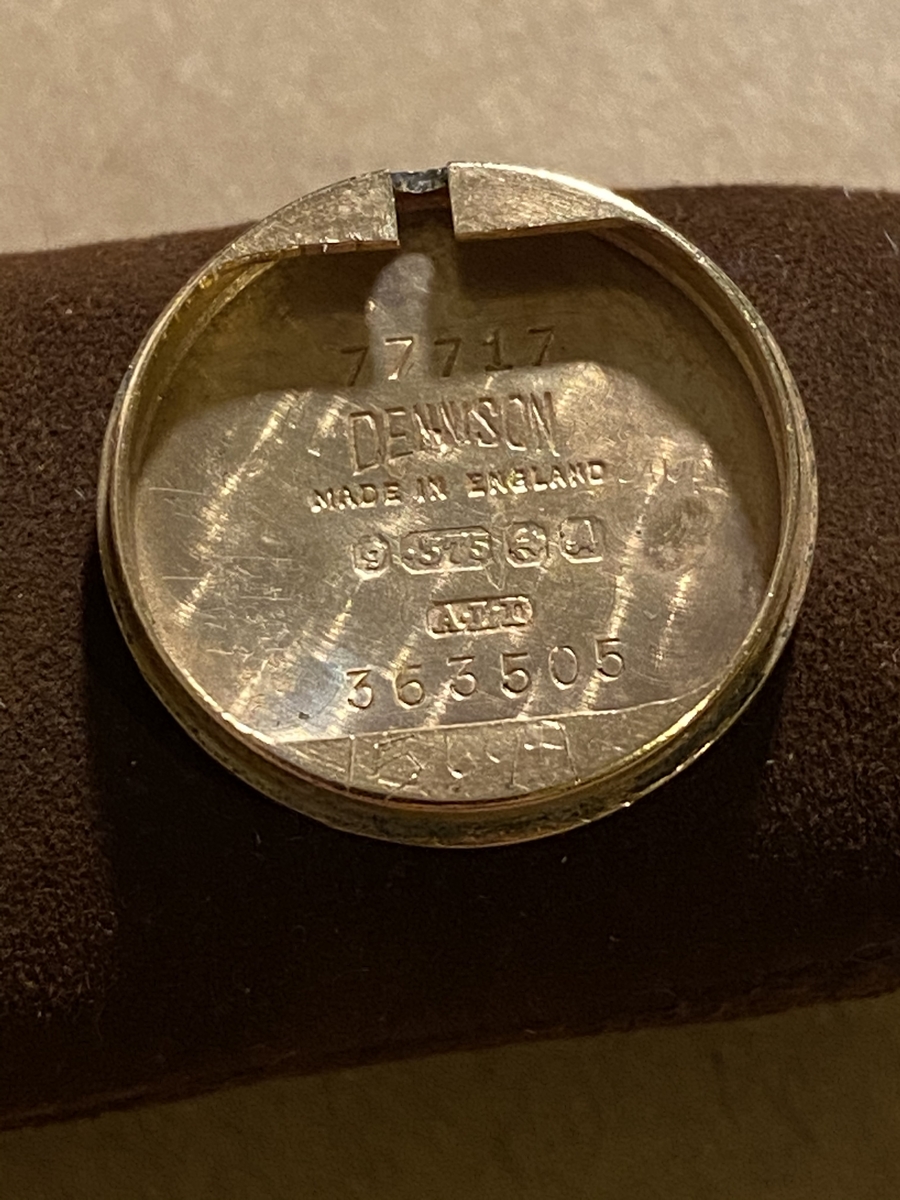 77717
DENNISON
MADE IN ENGLAND
9 .375
A.L.D
363505